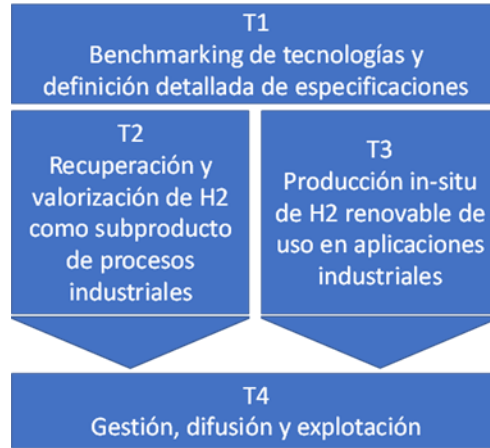 T1
Benchmarking de tecnologías y
definición detallada de especificaciones
T2
Recuperación y
valorización de H2
como subproducto
de procesos
industriales
T3
Producción in-situ
de H2 renovable de
uso en aplicaciones
industriales
T4
Gestión, difusión y explotación